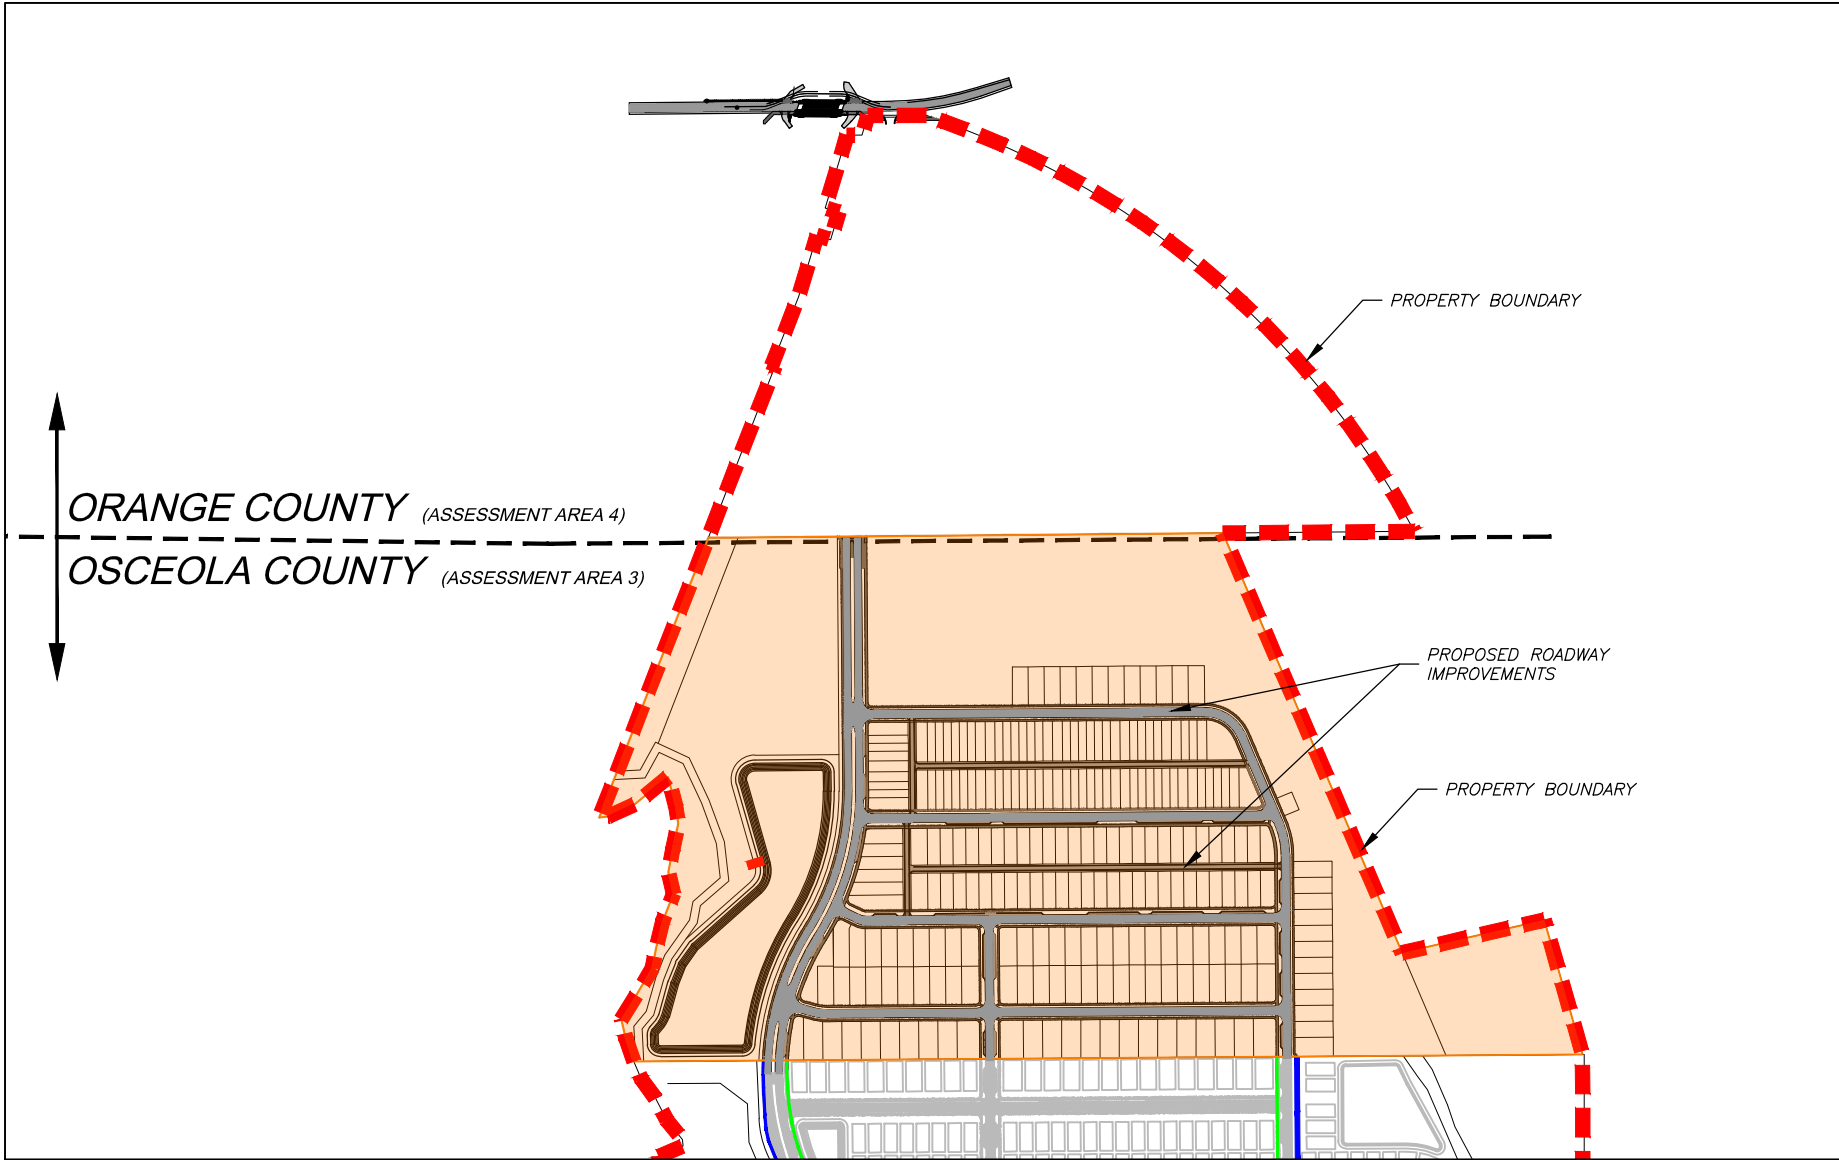 PROPERTY BOUNDARY
ORANGE COUNTY (ASSESSMENT AREA 4)
OSCEOLA COUNTY (ASSESSMENT AREA 3)
PROPOSED ROADWAY
IMPROVEMENTS
PROPERTY BOUNDARY